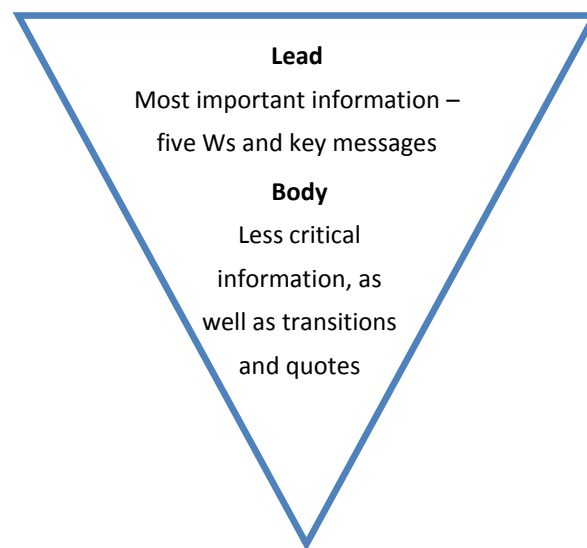 Lead
Most important information –
five Ws and key messages
Body
Less critical
information, as
well as transitions
and quotes